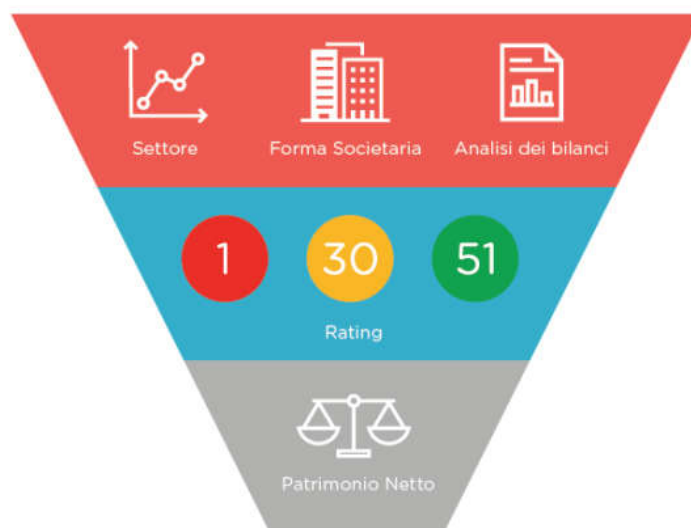 Settore Forma Societaria Analisi dei bilanci
1 30 51
Rating
Patrimonio Netto